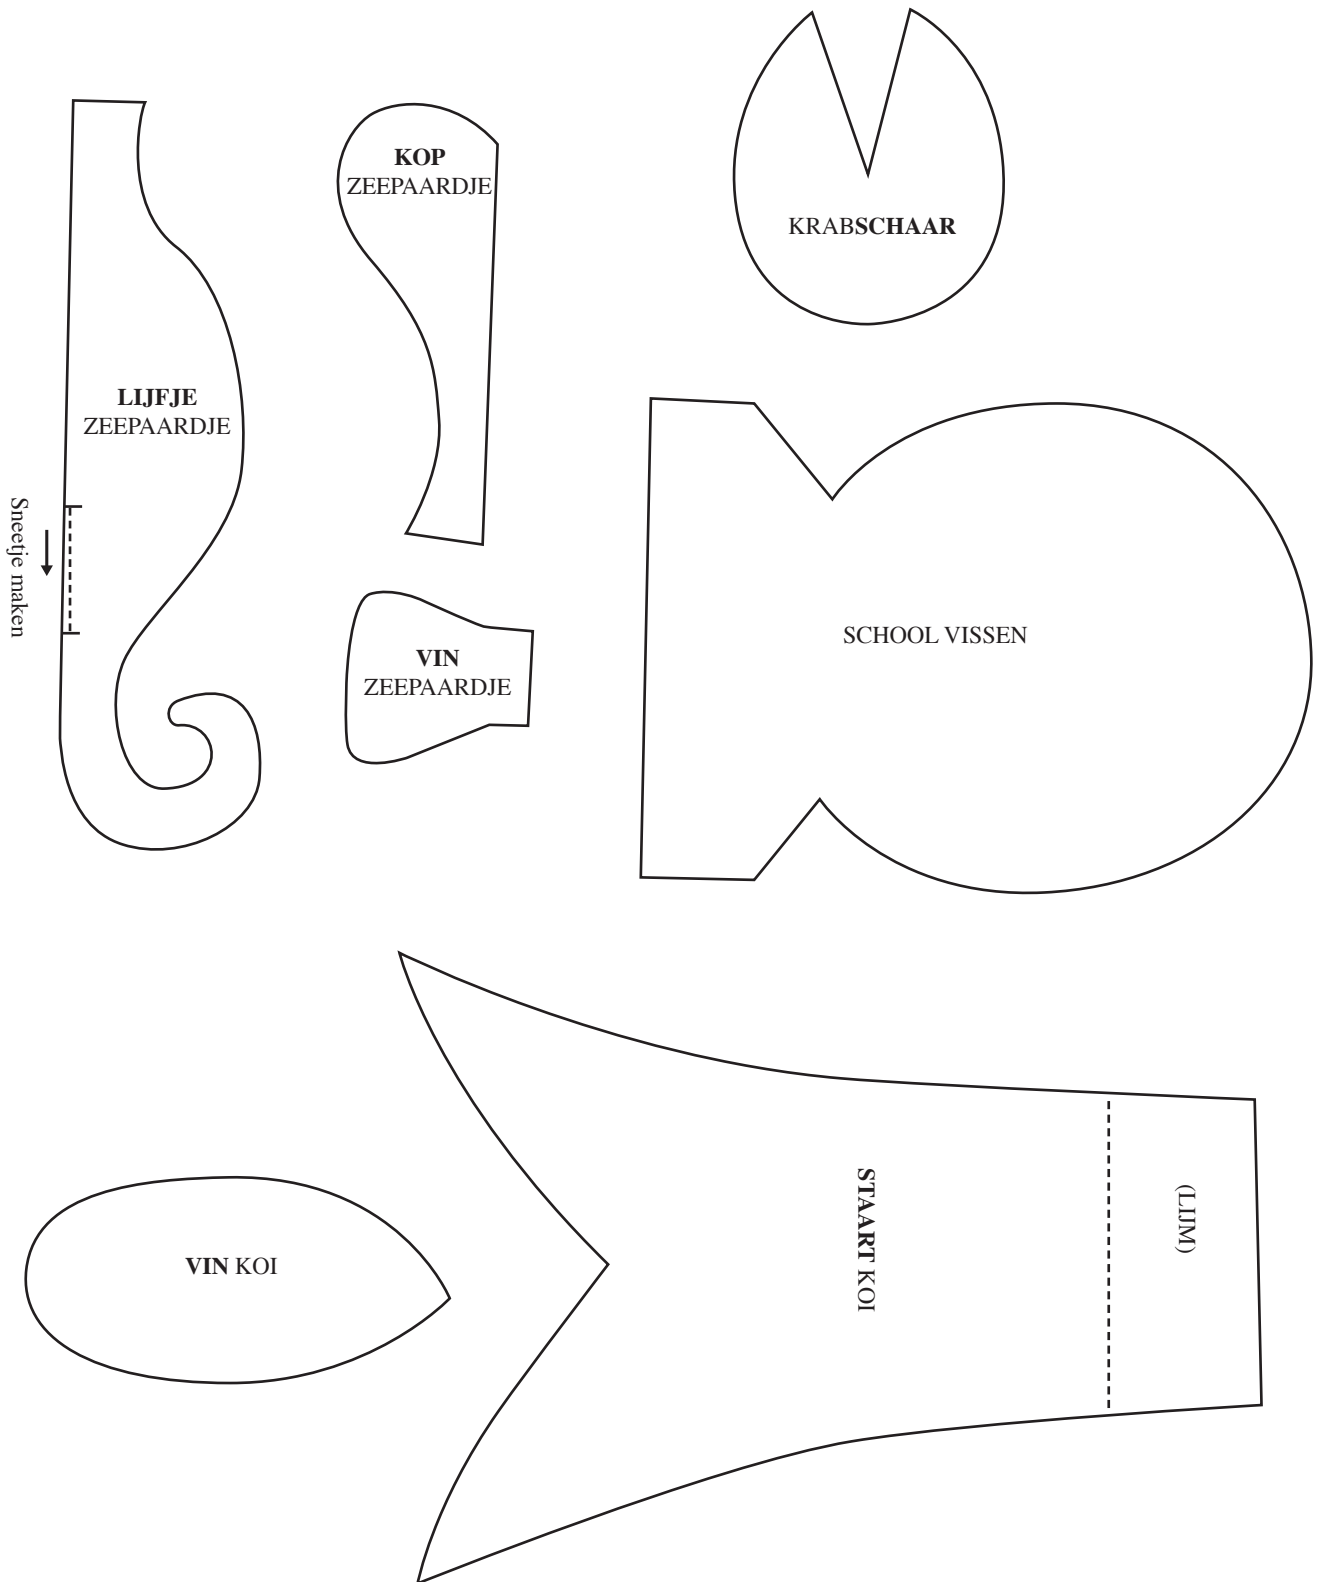 KRABSCHAAR
KOP
ZEEPAARDJE
LIJFJE
ZEEPAARDJE
Sneetje maken
VIN
ZEEPAARDJE
SCHOOL VISSEN
STAART KOI
(LIJM)
VIN KOI